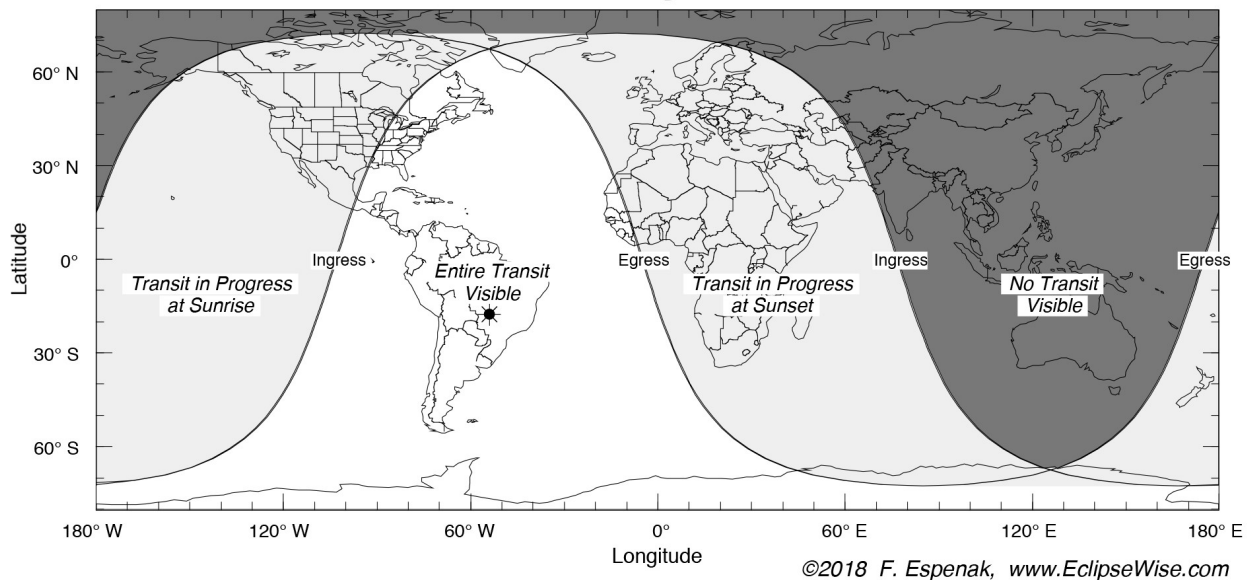 60° N
30° N
0°
30° S
60° S
Latitude
Ingress
Egress
Ingress
Egress
Transit in Progress
at Sunrise
Entire Transit
Visible
Transit in Progress
at Sunset
No Transit
Visible
180° W
120° W
60° W
0°
60° E
120° E
180° E
Longitude
©2018 F. Espenak, www.EclipseWise.com